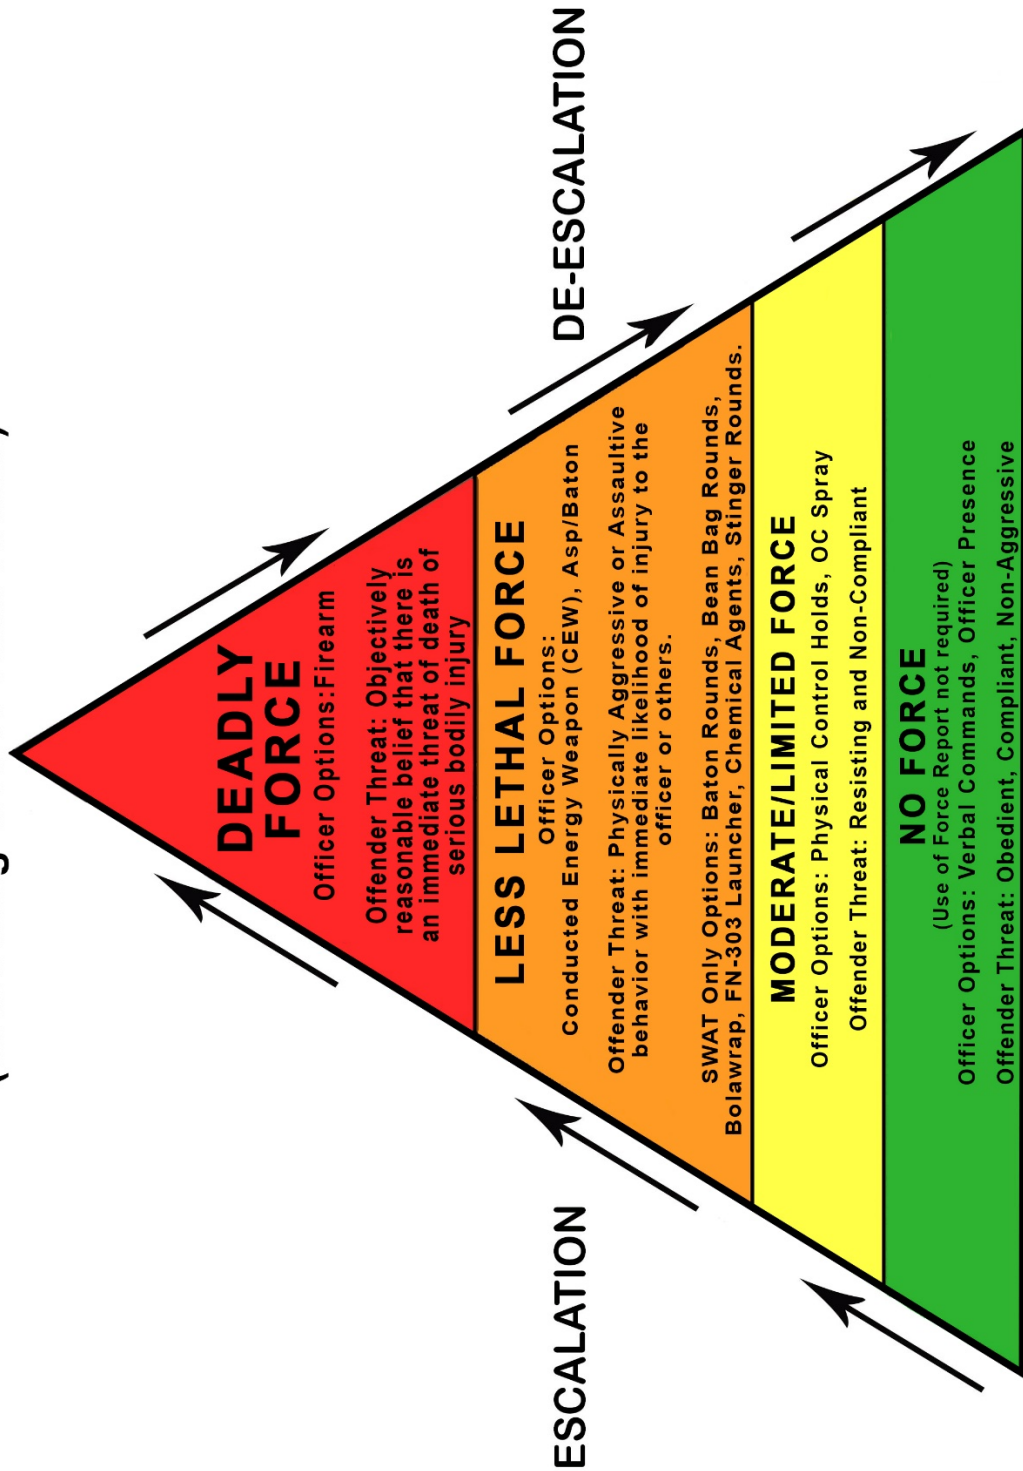 DEADLY
FORCE
Officer Options:Firearm
Offender Threat: Objectively
reasonable belief that there is
an immediate threat of death of
serious bodily injury
LESS LETHAL FORCE
Officer Options:
Conducted Energy Weapon (CEW), Asp/Baton
Offender Threat: Physically Aggressive or Assaultive
behavior with immediate likelihood of injury to the
officer or others.
SWAT Only Options: Baton Rounds, Bean Bag Rounds,
Bolawrap, FN-303 Launcher, Chemical Agents, Stinger Rounds.
MODERATE/LIMITED FORCE
Officer Options: Physical Control Holds, OC Spray
Offender Threat: Resisting and Non-Compliant
NO FORCE
(Use of Force Report not required)
Officer Options: Verbal Commands, Officer Presence
Offender Threat: Obedient, Compliant, Non-Aggressive
ESCALATION
DE-ESCALATION